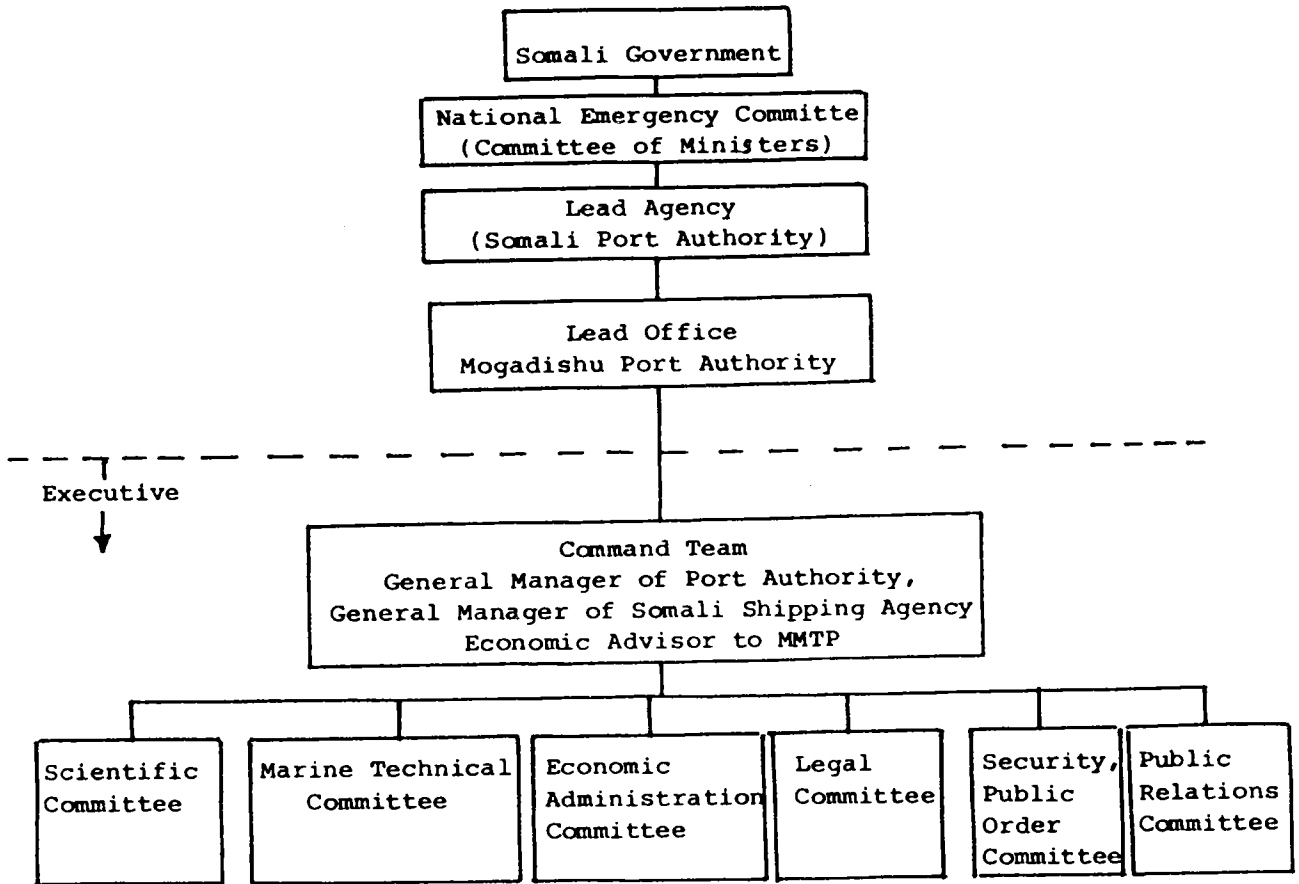 Somali Government
National Emergency Committe
(Committee of Ministers)
Lead Agency
(Somali Port Authority)
Lead Office
Mogadishu Port Authority
Executive
Command Team
General Manager of Port Authority,
General Manager of Somali Shipping Agency
Economic Advisor to MMTP
Scientific
Committee
Marine Technical
Committee
Economic
Administration
Committee
Legal
Committee
Security,
Public
Order
Committee
Public
Relations
Committee